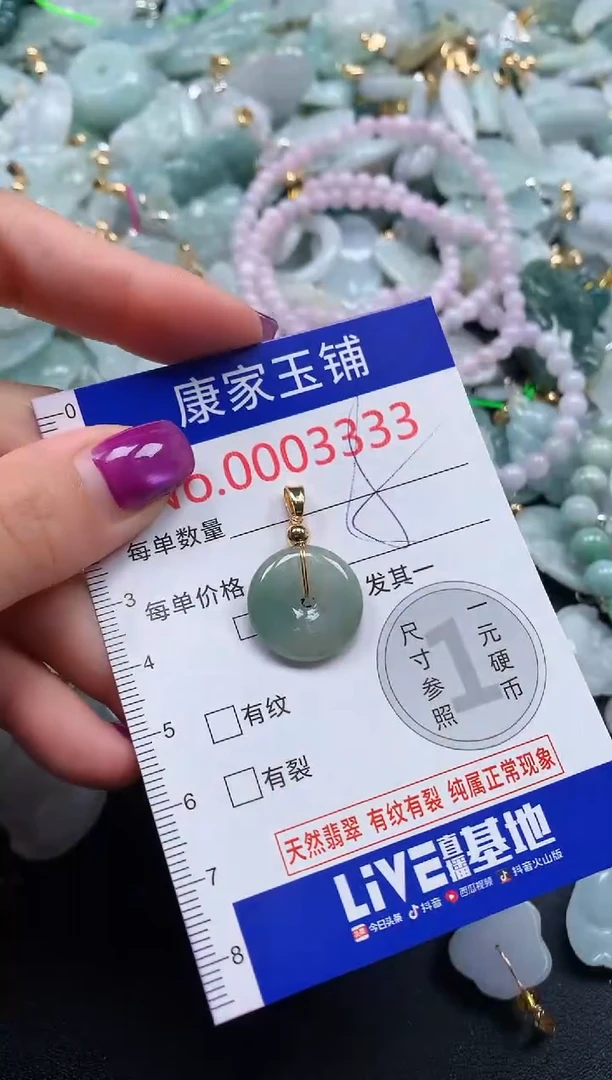 康家玉铺
0
No.0003333
每单数量
3
每单价格
发其一
4
一元硬币
尺寸参照
1
5
有纹
6
有裂
天然翡翠 有纹有裂 纯属正常现象
7
LiVE直播基地
今日头条 抖音 西瓜视频 抖音火山版
8